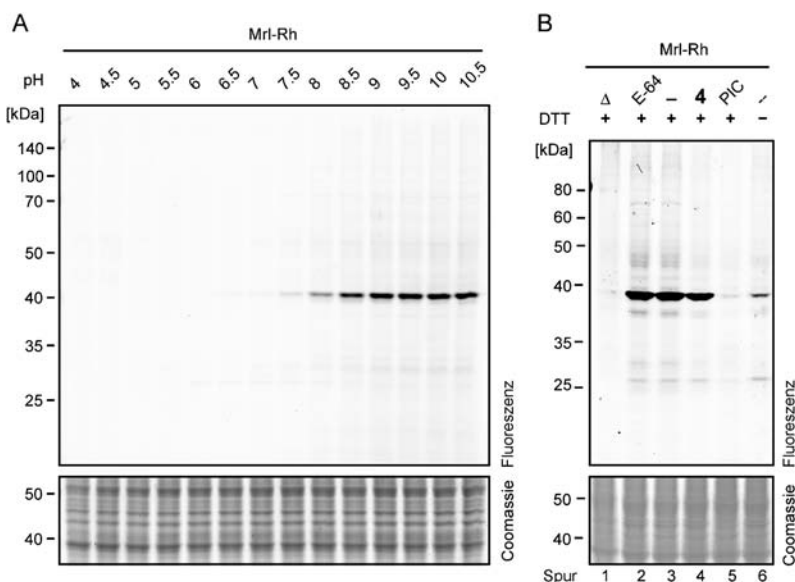 A
Mrl-Rh
pH 4 4.5 5 5.5 6 6.5 7 7.5 8 8.5 9 9.5 10 10.5
[kDa]
140
100
70
50
40
35
25
Fluoreszenz
50
40
Coomassie
B
Mrl-Rh
Δ E-64 – 4 PIC –
DTT + + + + + –
[kDa]
80
60
50
40
35
25
Fluoreszenz
50
40
Coomassie
Spur 1 2 3 4 5 6